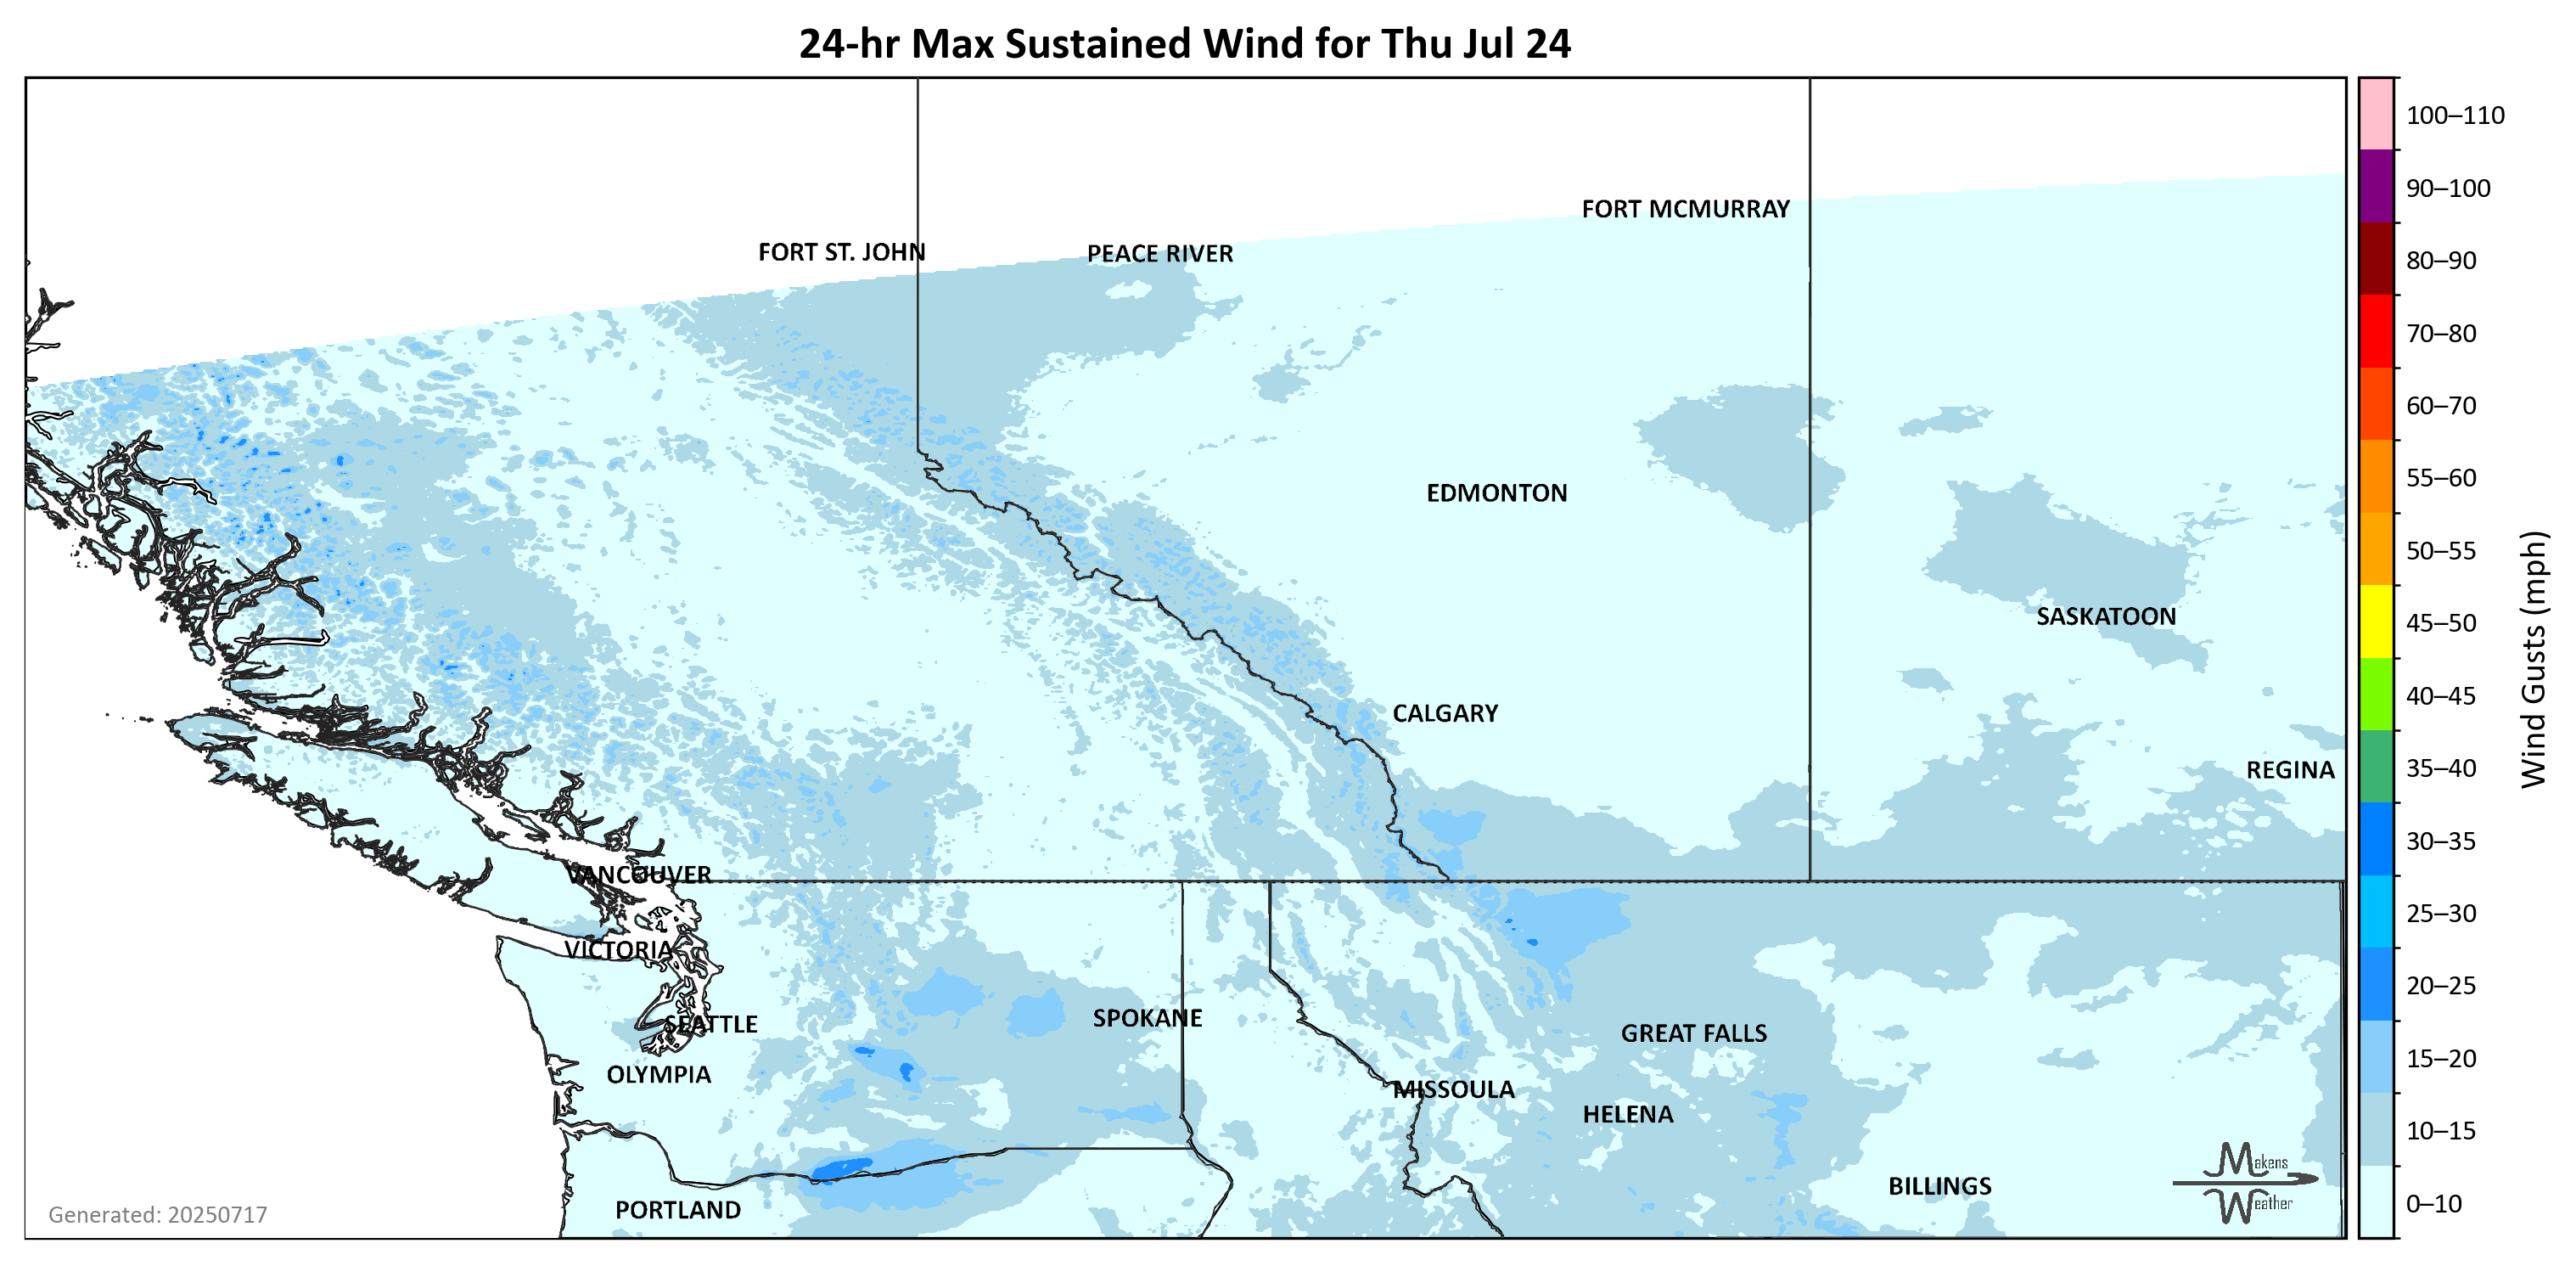 24-hr Max Sustained Wind for Thu Jul 24
FORT MCMURRAY
FORT ST. JOHN
PEACE RIVER
EDMONTON
SASKATOON
CALGARY
REGINA
VANCOUVER
VICTORIA
SEATTLE
SPOKANE
GREAT FALLS
OLYMPIA
MISSOULA
HELENA
BILLINGS
PORTLAND
Makens
Weather
Generated: 20250717
100–110
90–100
80–90
70–80
60–70
55–60
50–55
45–50
40–45
35–40
30–35
25–30
20–25
15–20
10–15
0–10
Wind Gusts (mph)